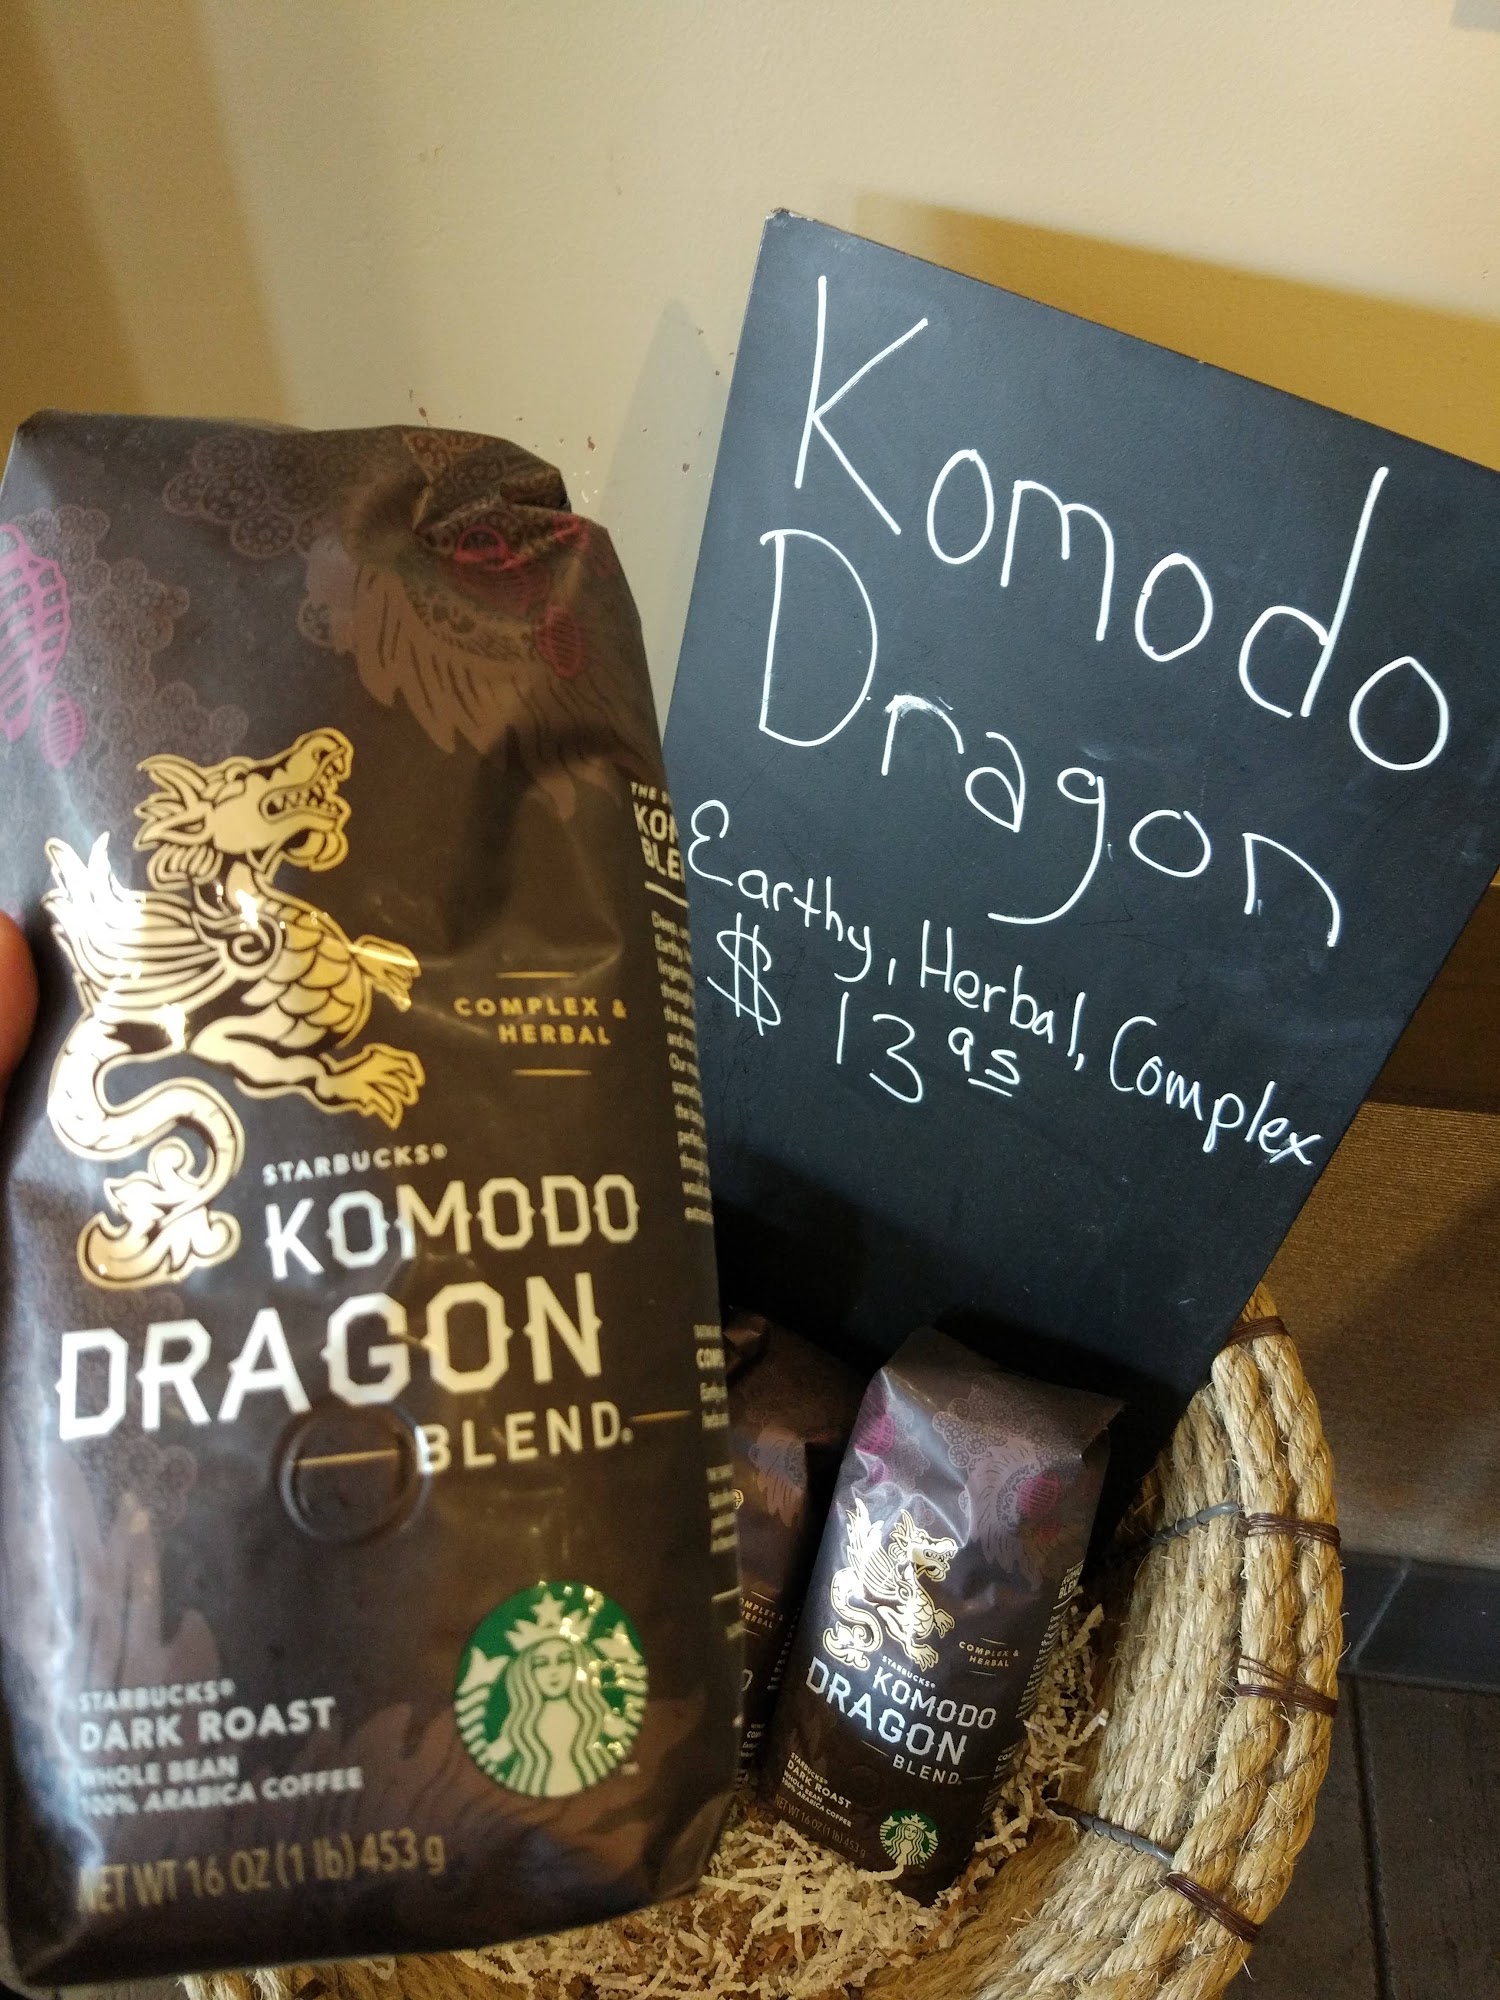 Komodo
Dragon
Earthy, Herbal, Complex
$ 13 95
COMPLEX &
HERBAL
STARBUCKS®
KOMODO
DRAGON
BLEND®
STARBUCKS®
DARK ROAST
WHOLE BEAN
100% ARABICA COFFEE
NET WT 16 OZ (1 lb) 453 g
TM
COMPLEX &
HERBAL
STARBUCKS®
KOMODO
DRAGON
BLEND®
STARBUCKS®
DARK ROAST
WHOLE BEAN
100% ARABICA COFFEE
NET WT 16 OZ (1 lb) 453 g